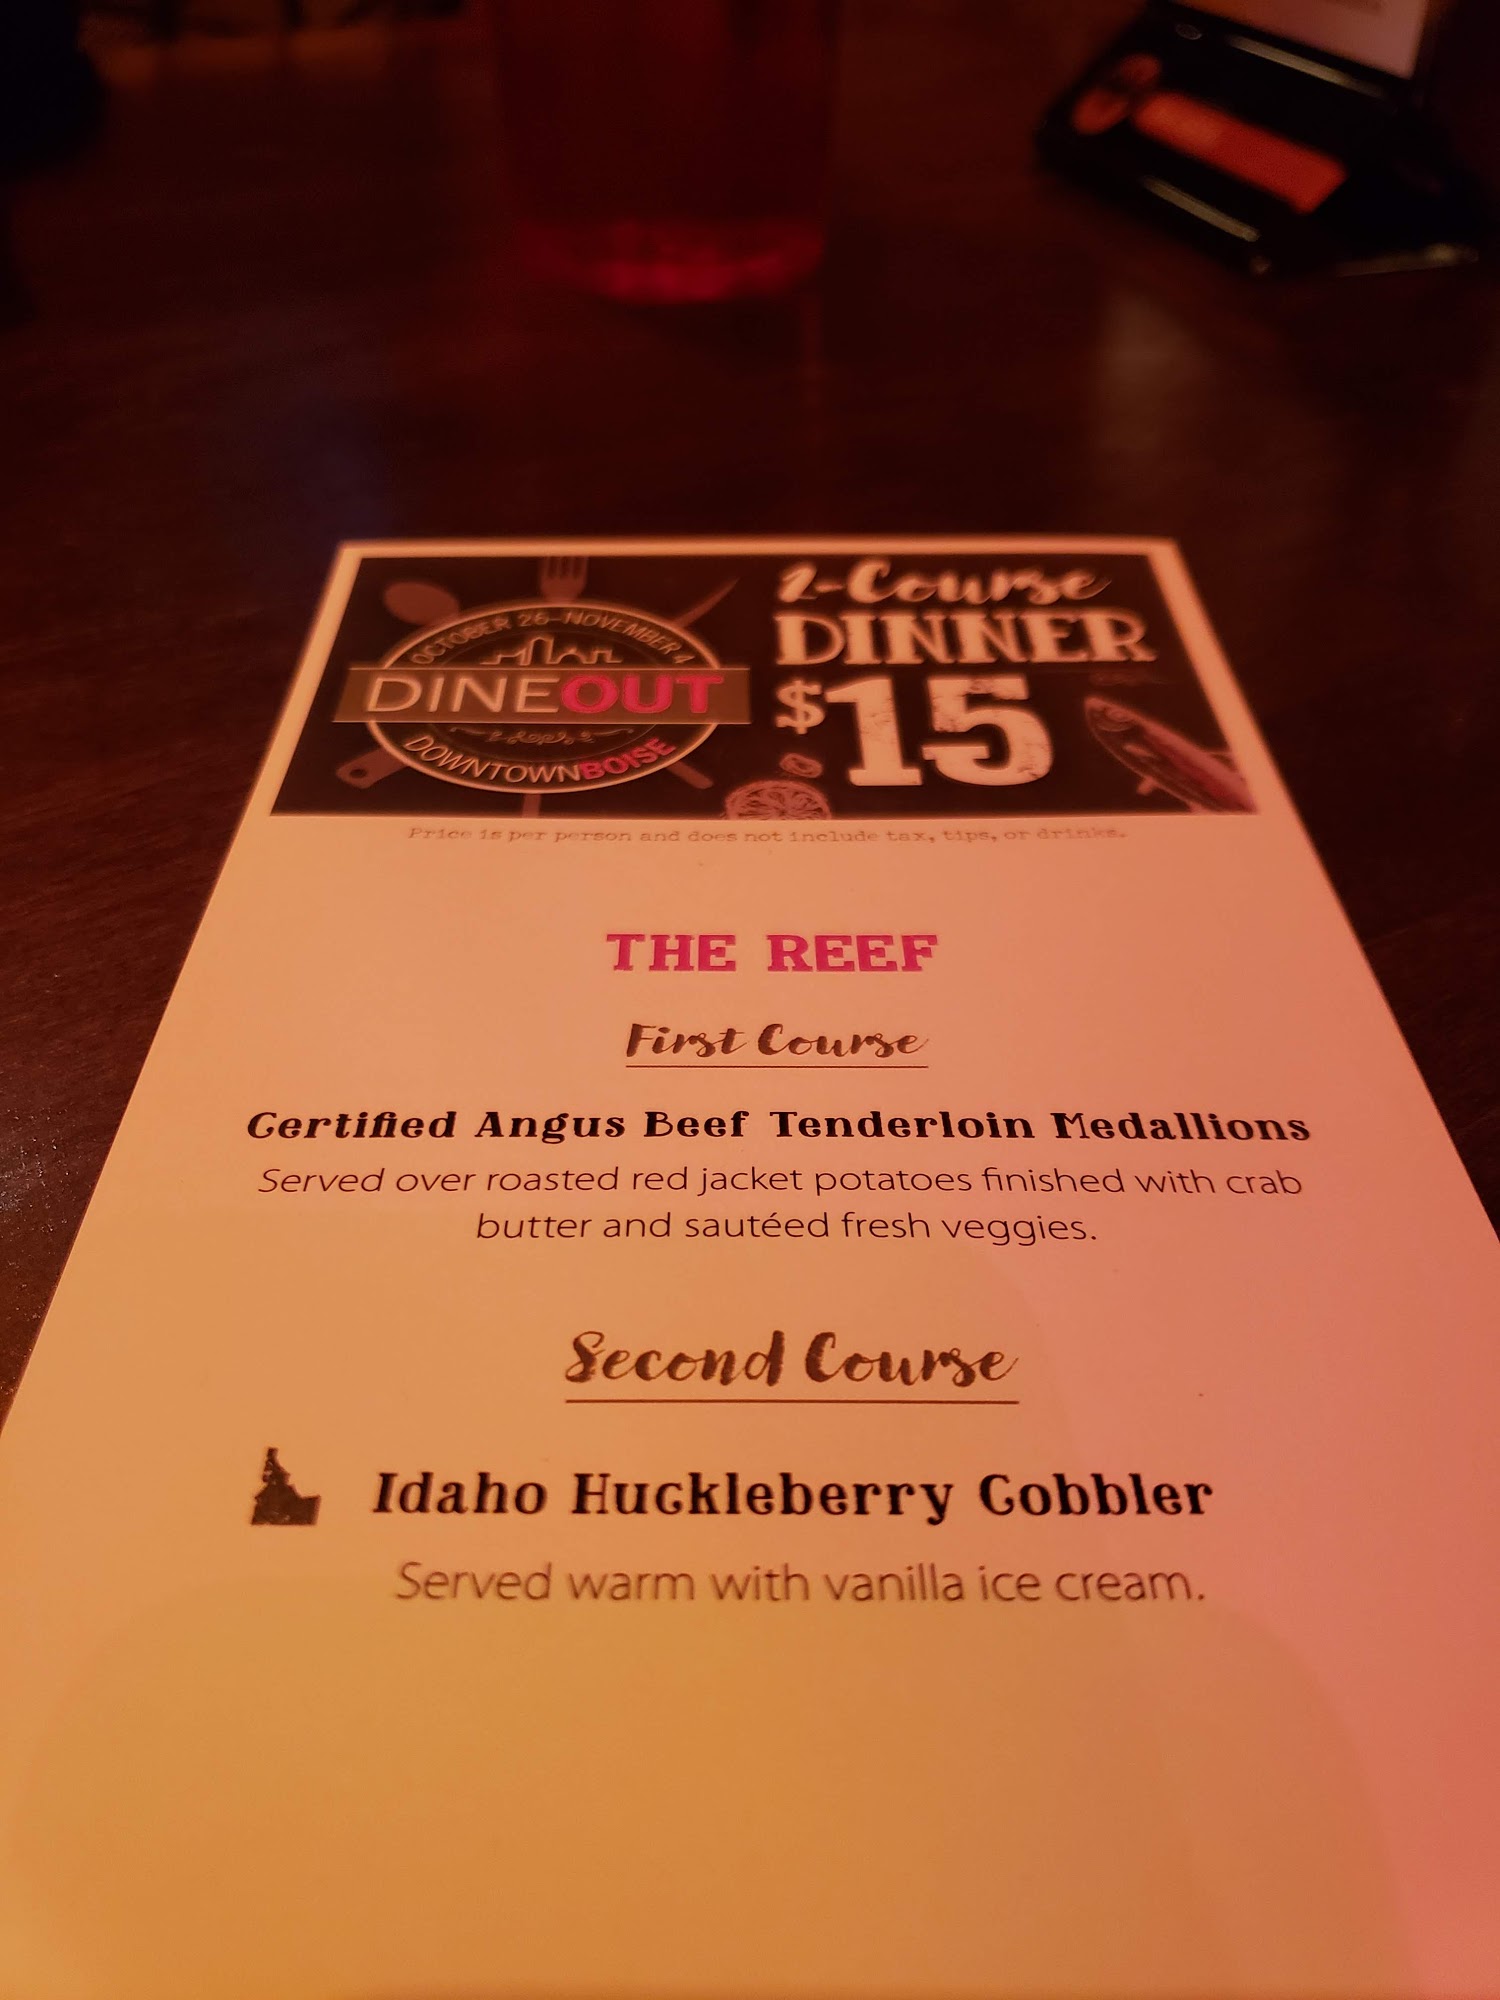 OCTOBER 26-NOVEMBER 4
DINEOUT
DOWNTOWNBOISE
2-Course
DINNER
$15
Price is per person and does not include tax, tips, or drinks.
THE REEF
First Course
Certified Angus Beef Tenderloin Medallions
Served over roasted red jacket potatoes finished with crab
butter and sautéed fresh veggies.
Second Course
Idaho Huckleberry Cobbler
Served warm with vanilla ice cream.